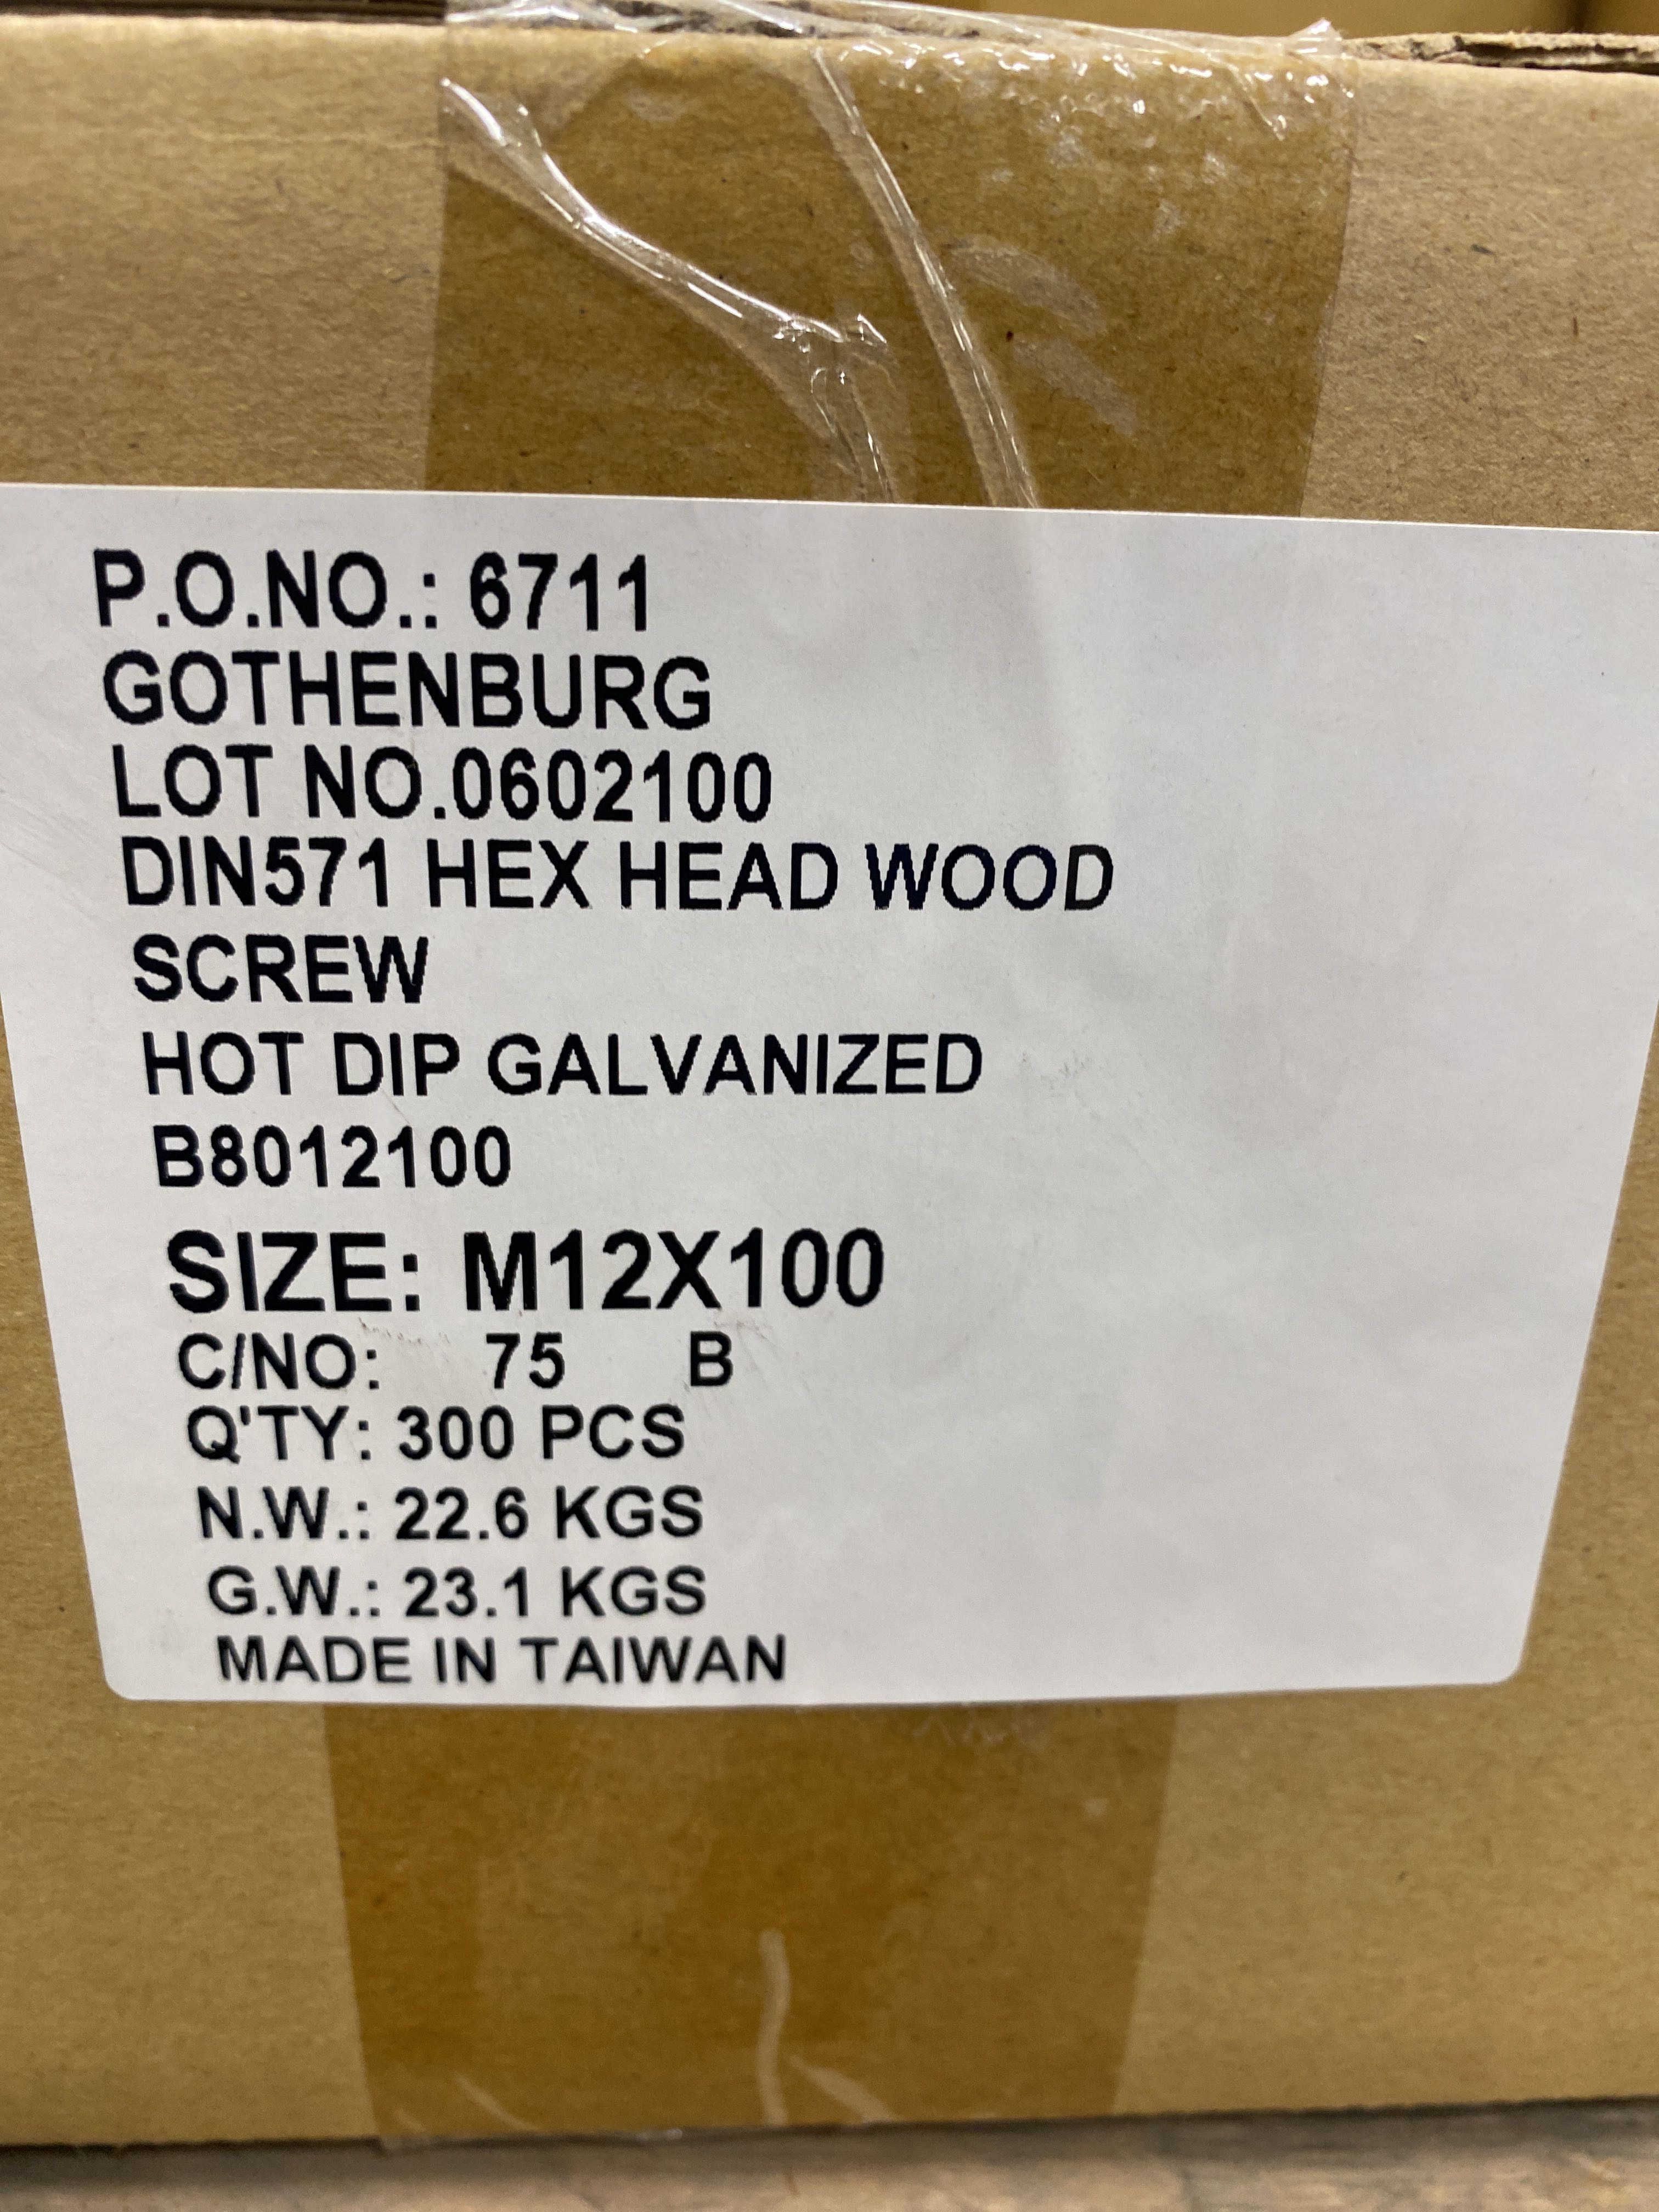 P.O.NO.: 6711
GOTHENBURG
LOT NO.0602100
DIN571 HEX HEAD WOOD
SCREW
HOT DIP GALVANIZED
B8012100
SIZE: M12X100
C/NO: 75 B
Q'TY: 300 PCS
N.W.: 22.6 KGS
G.W.: 23.1 KGS
MADE IN TAIWAN